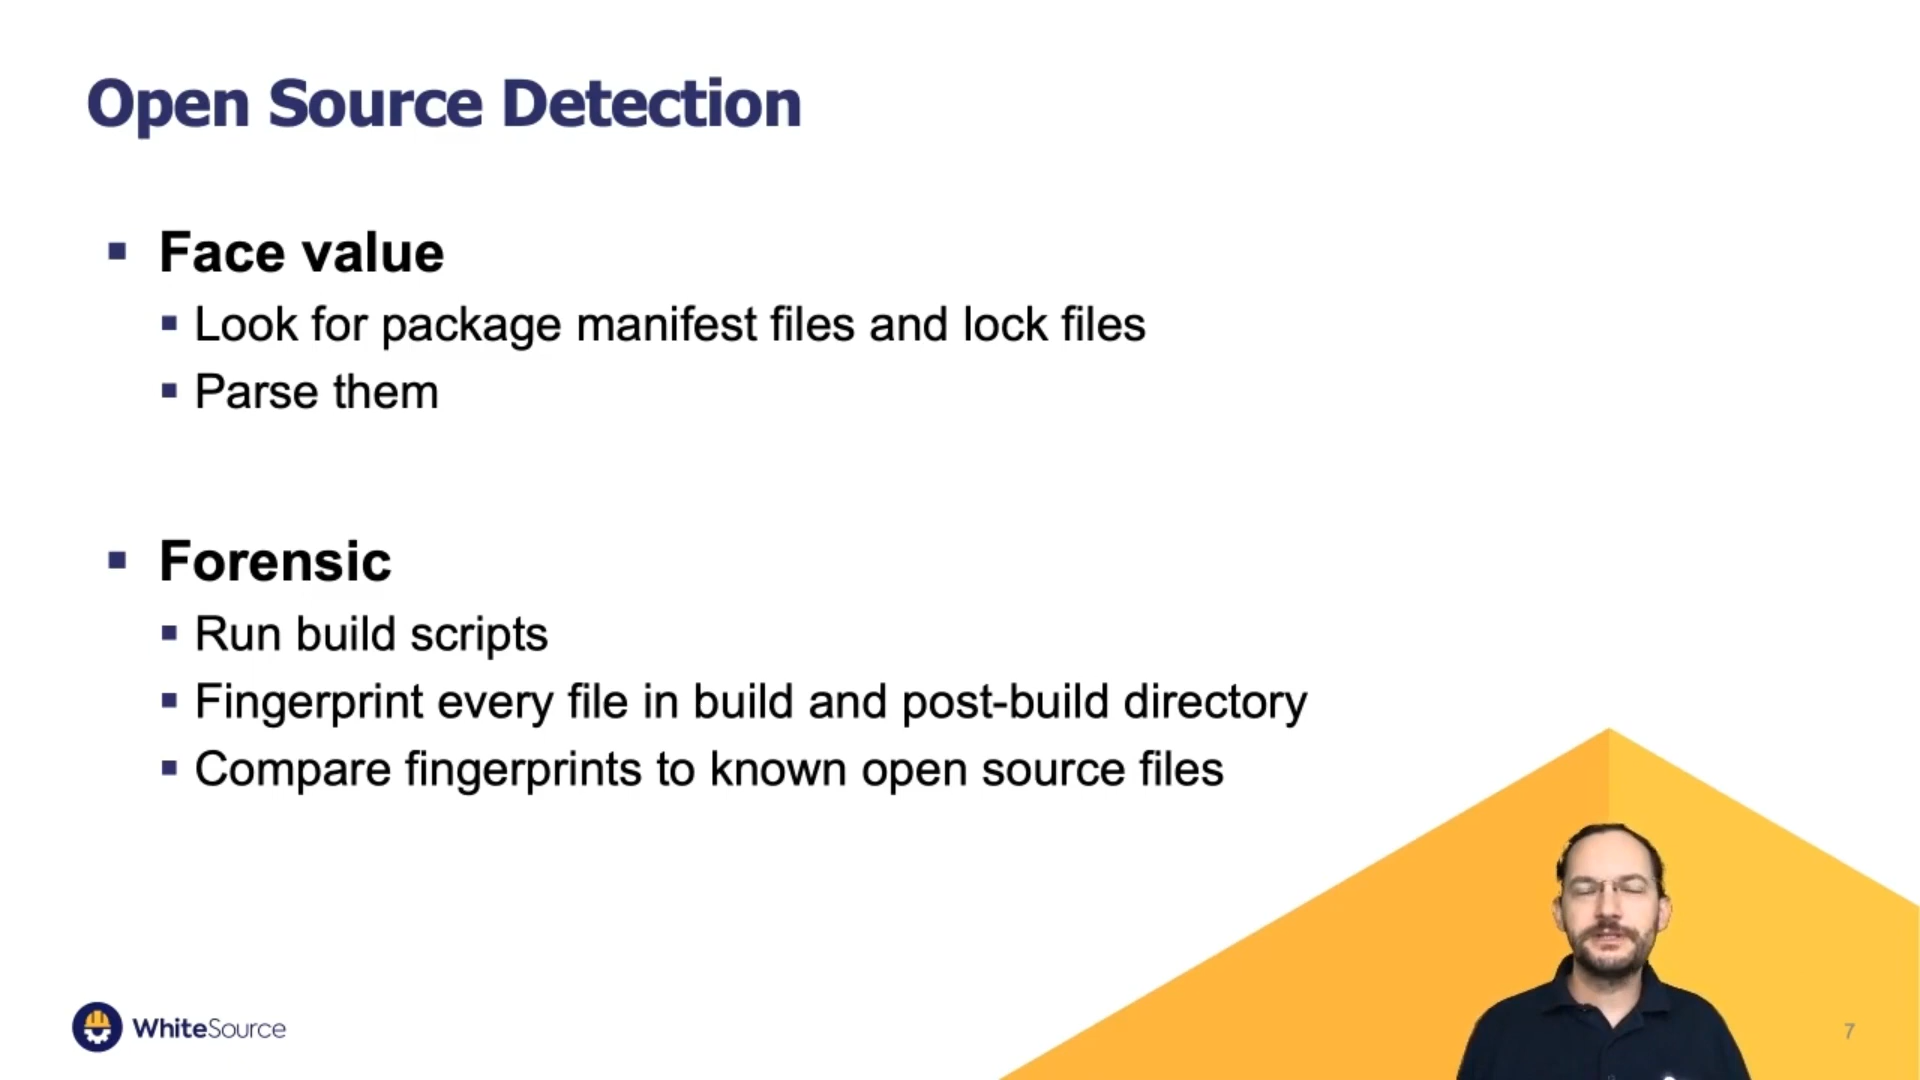 Open Source Detection
Face value
Look for package manifest files and lock files
Parse them
Forensic
Run build scripts
Fingerprint every file in build and post-build directory
Compare fingerprints to known open source files
WhiteSource
7